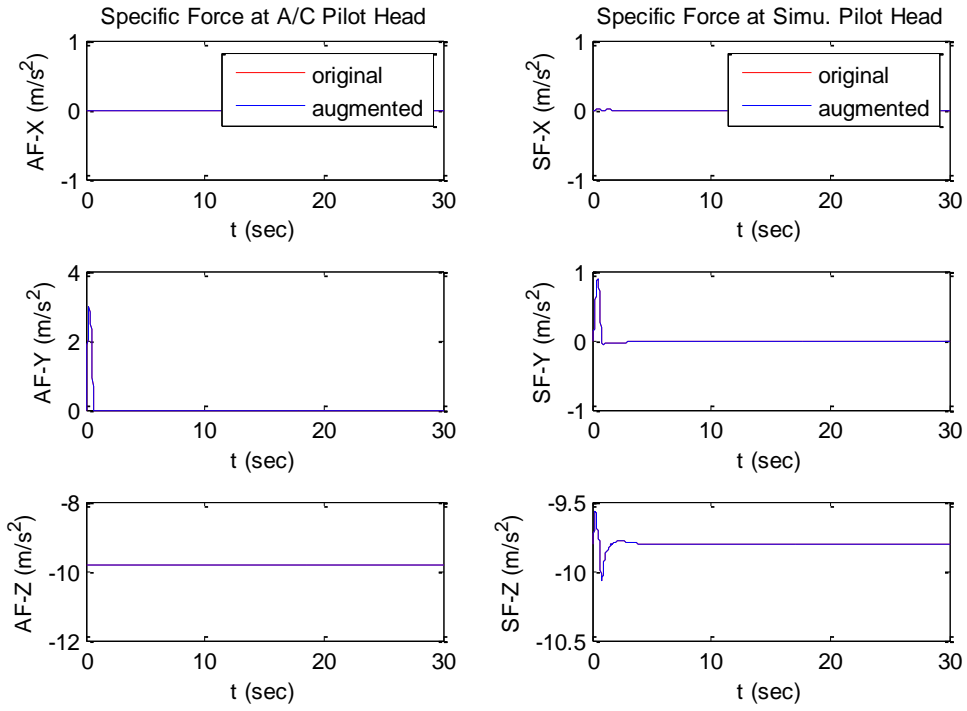 Specific Force at A/C Pilot Head
1
0
-1
AF-X (m/s²)
original
augmented
0 10 20 30
t (sec)
Specific Force at Simu. Pilot Head
1
0
-1
SF-X (m/s²)
original
augmented
0 10 20 30
t (sec)
4
2
0
AF-Y (m/s²)
0 10 20 30
t (sec)
1
0
-1
SF-Y (m/s²)
0 10 20 30
t (sec)
-8
-10
-12
AF-Z (m/s²)
0 10 20 30
t (sec)
-9.5
-10
-10.5
SF-Z (m/s²)
0 10 20 30
t (sec)